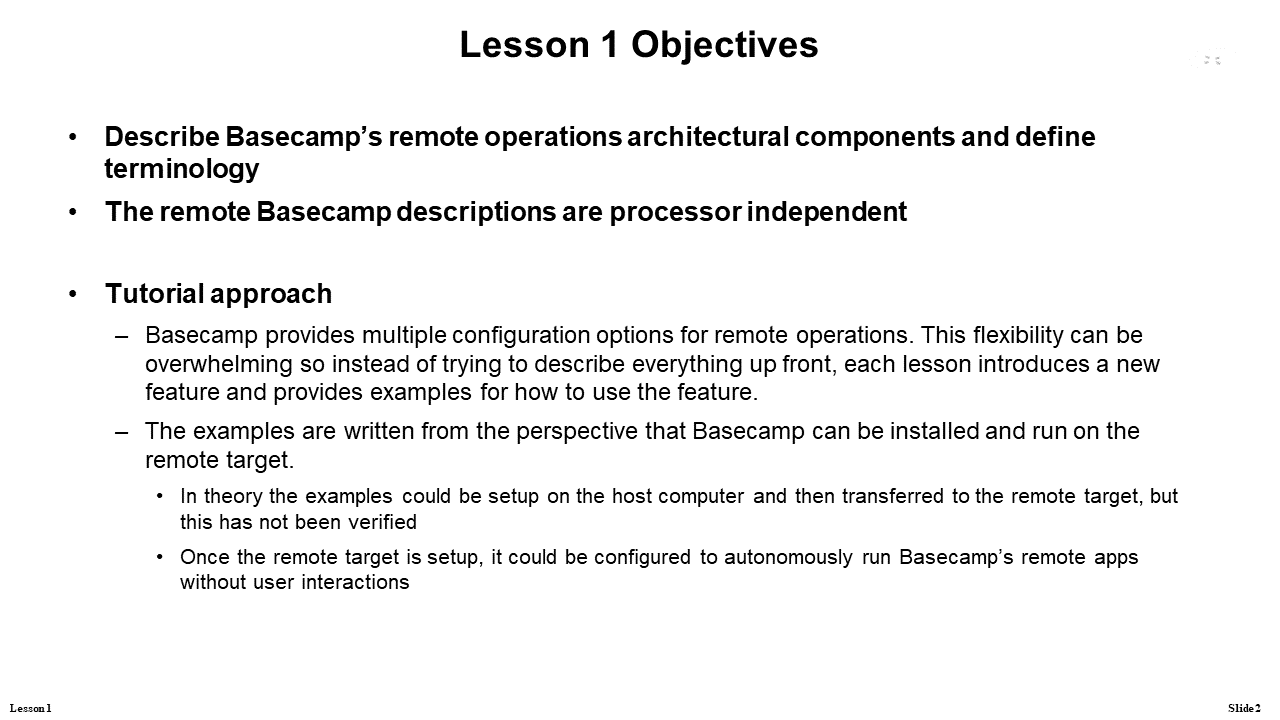 Lesson 1 Objectives
• Describe Basecamp’s remote operations architectural components and define
terminology
• The remote Basecamp descriptions are processor independent
• Tutorial approach
– Basecamp provides multiple configuration options for remote operations. This flexibility can be
overwhelming so instead of trying to describe everything up front, each lesson introduces a new
feature and provides examples for how to use the feature.
– The examples are written from the perspective that Basecamp can be installed and run on the
remote target.
• In theory the examples could be setup on the host computer and then transferred to the remote target, but
this has not been verified
• Once the remote target is setup, it could be configured to autonomously run Basecamp’s remote apps
without user interactions
Lesson 1
Slide 2